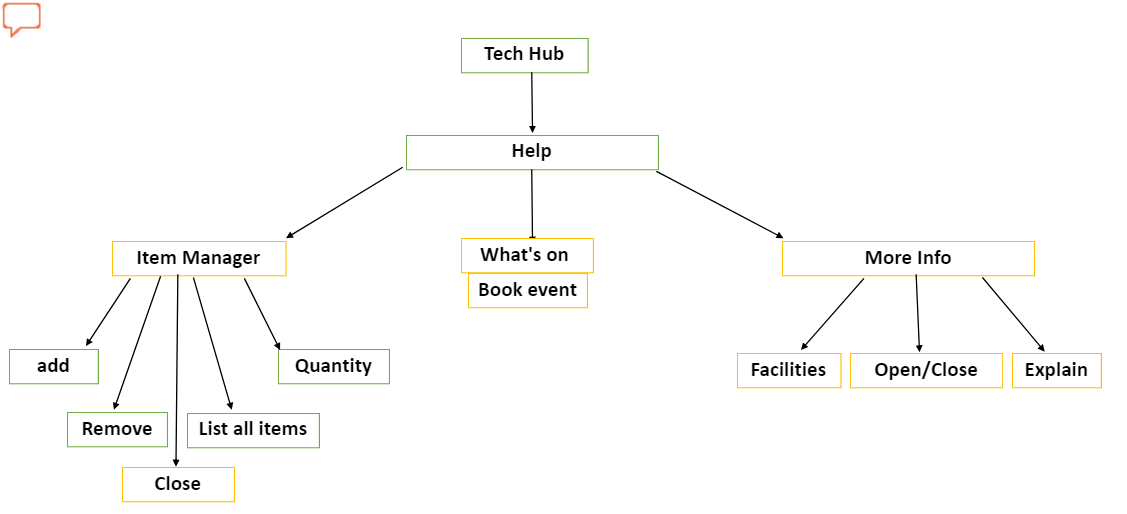 Tech Hub
Help
Item Manager
What's on
More Info
Book event
add
Quantity
Facilities
Open/Close
Explain
Remove
List all items
Close